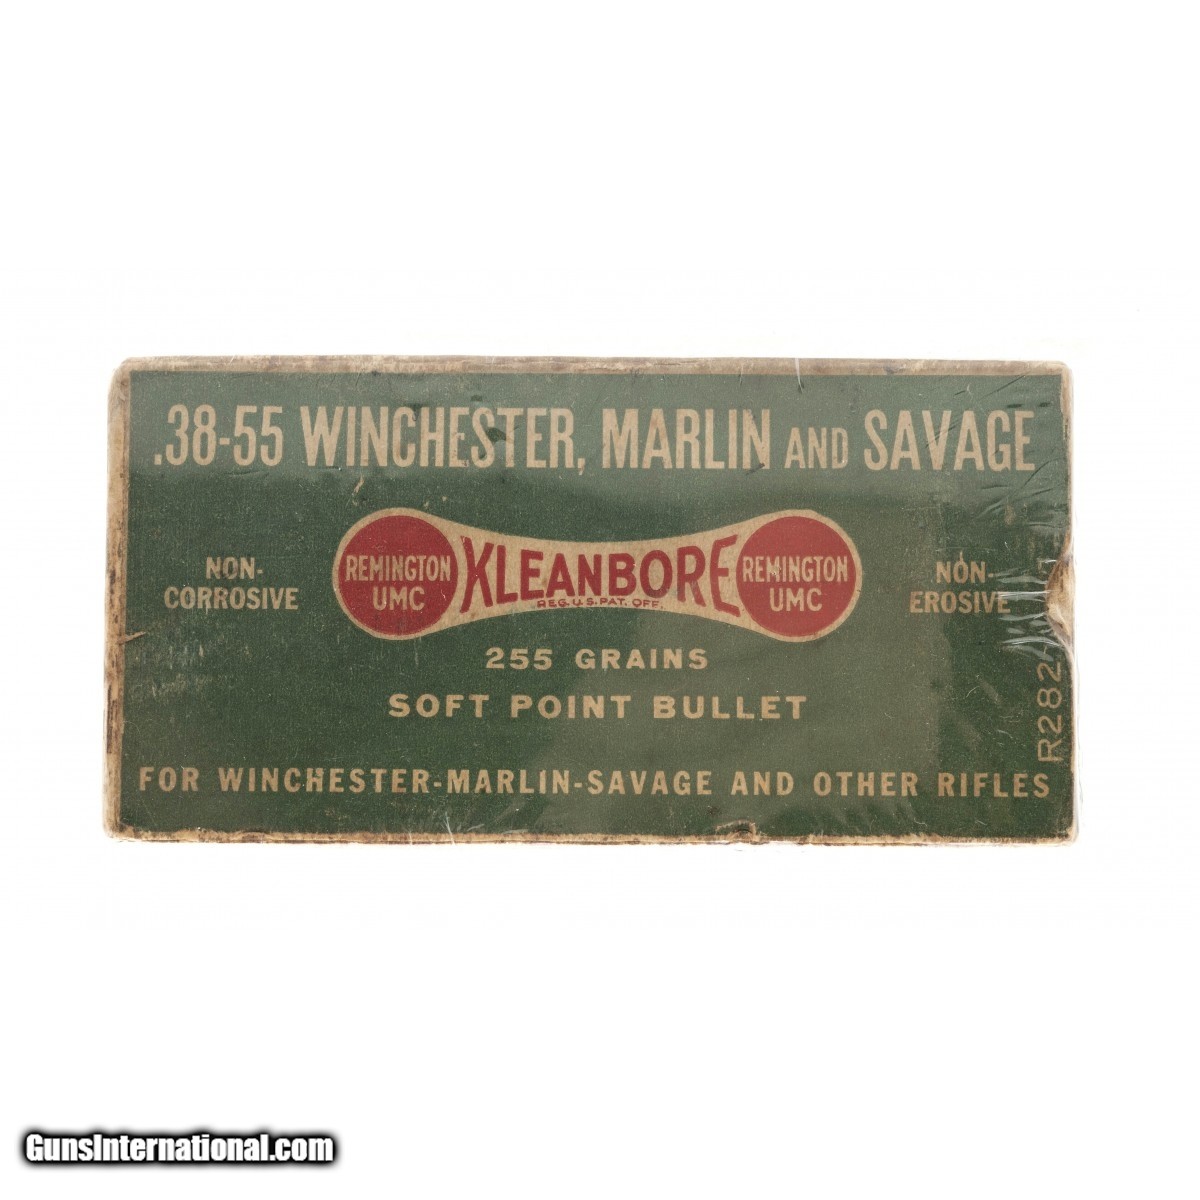 .38-55 WINCHESTER, MARLIN AND SAVAGE
NON-
CORROSIVE
REMINGTON
UMC
KLEANBORE
REG. U.S. PAT. OFF.
REMINGTON
UMC
NON-
EROSIVE
255 GRAINS
SOFT POINT BULLET
R282
FOR WINCHESTER-MARLIN-SAVAGE AND OTHER RIFLES
GunsInternational.com